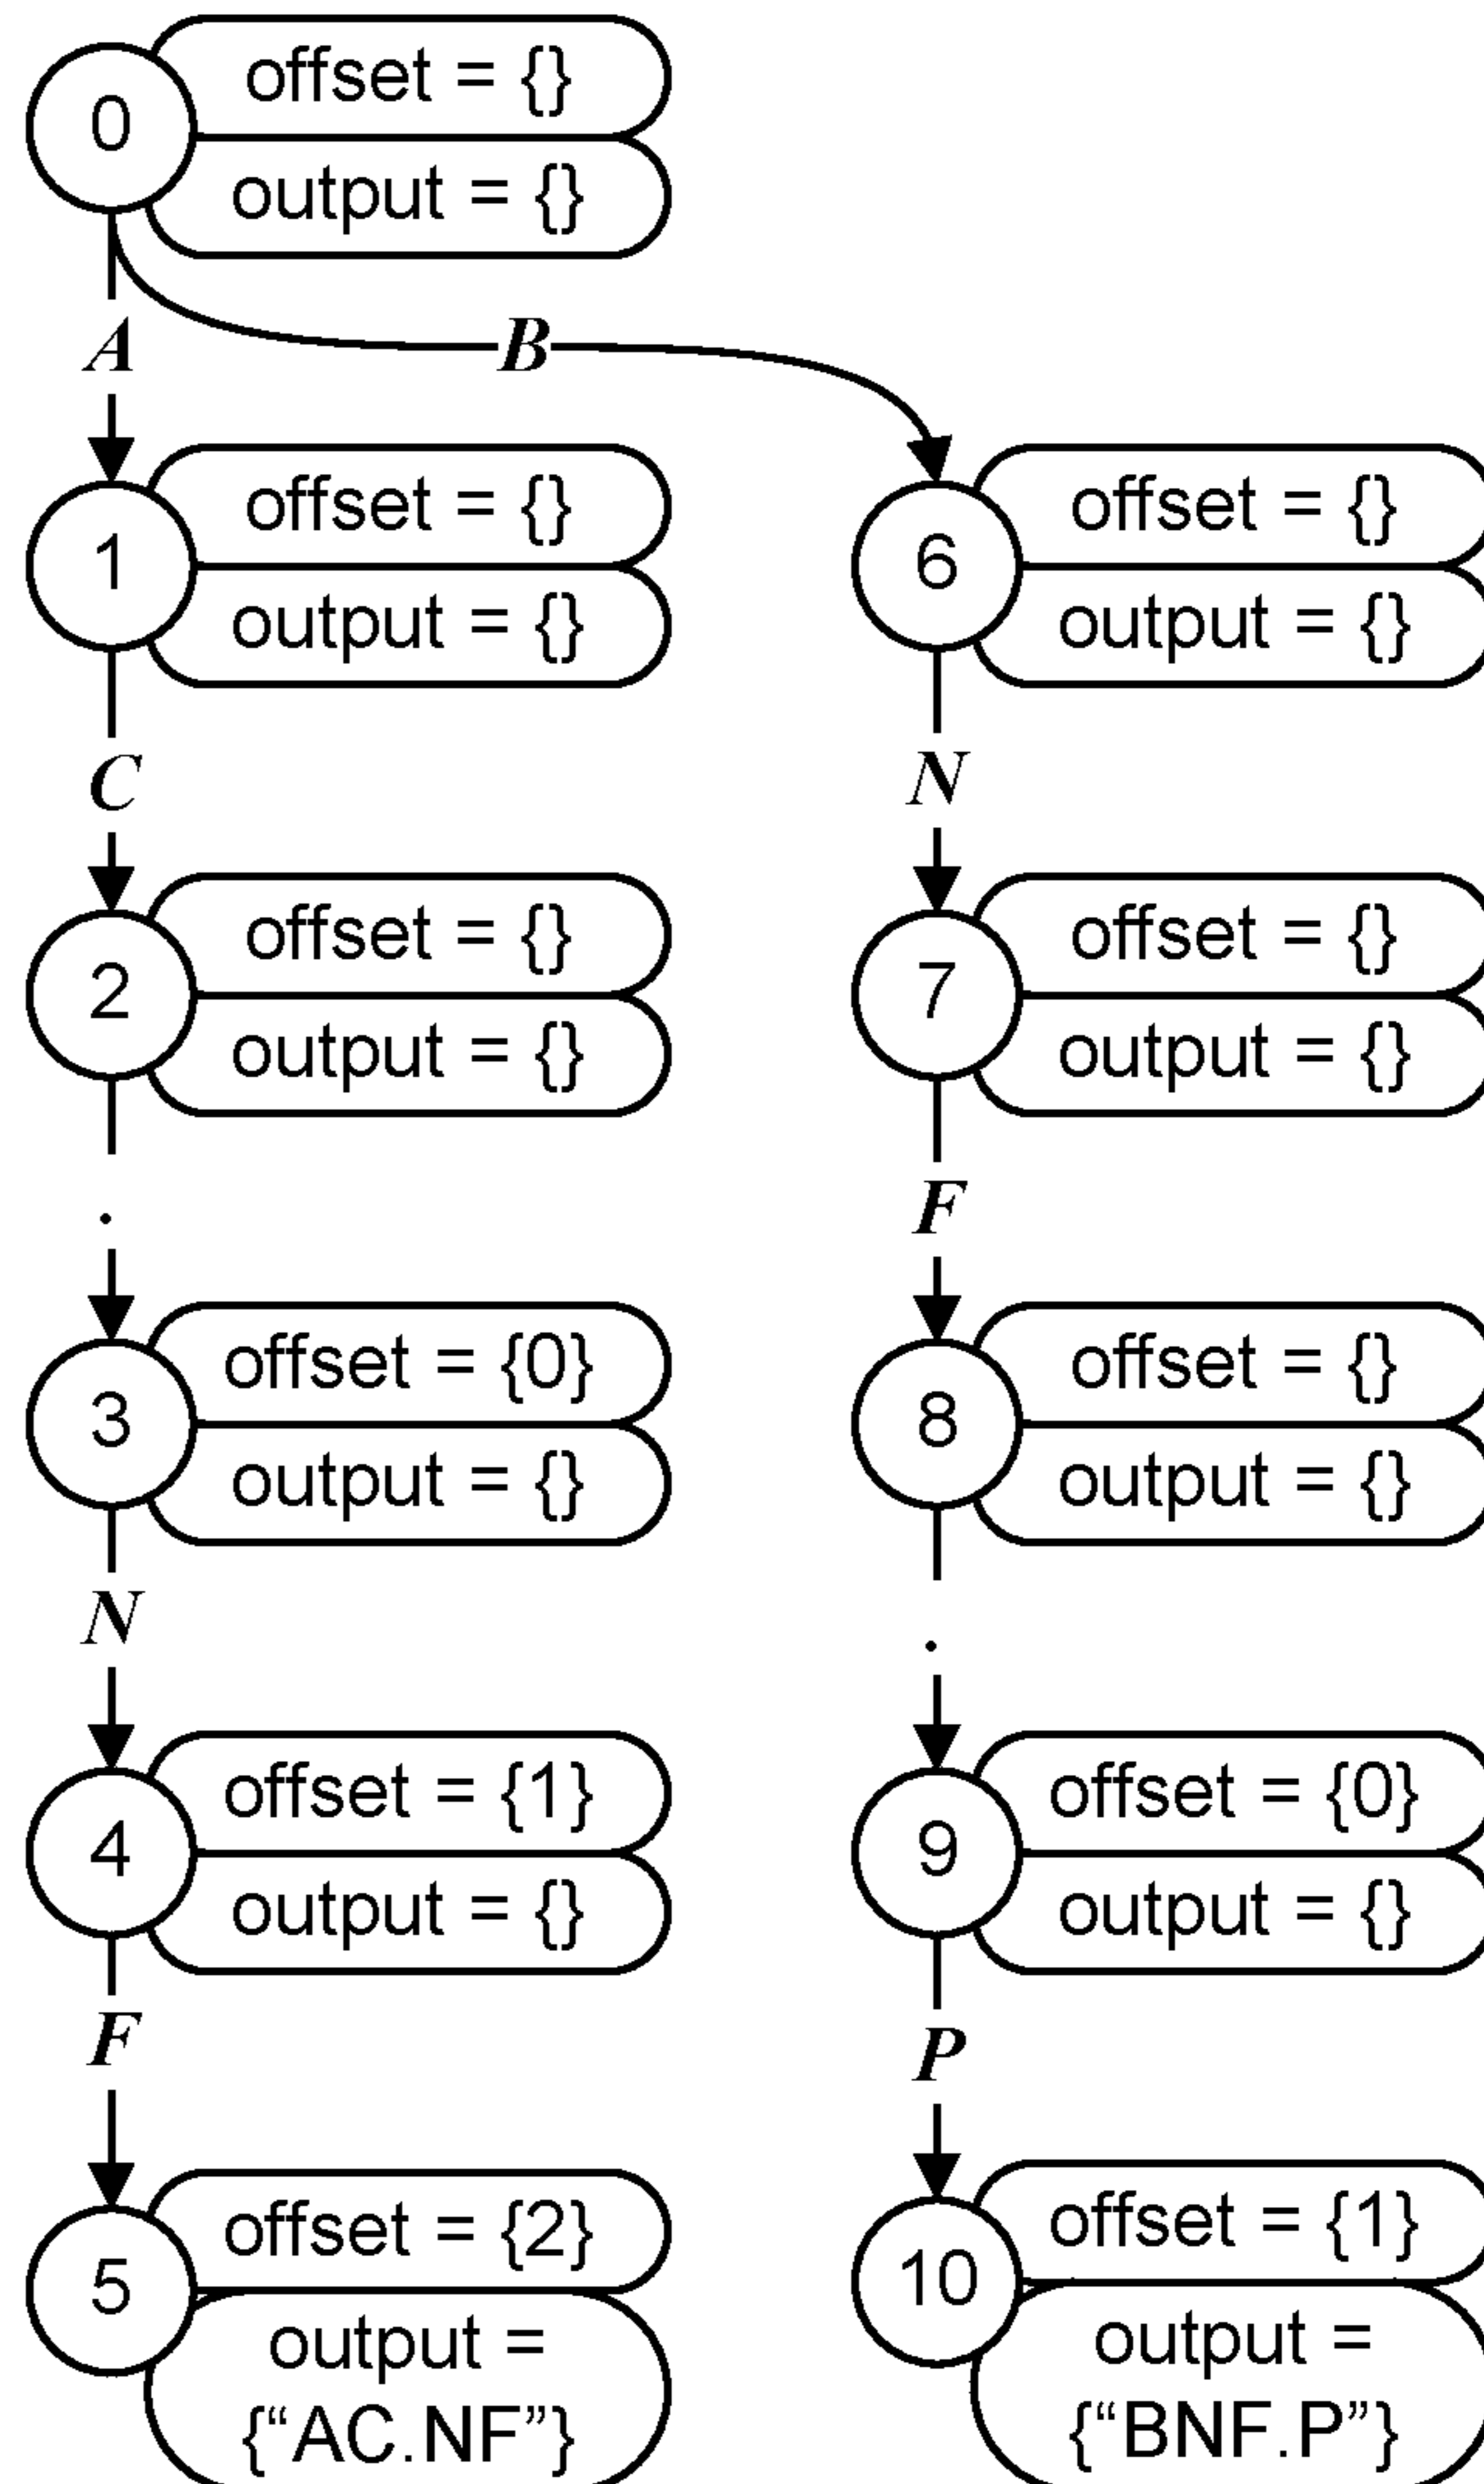 0
offset = {}
output = {}
A
B
1
offset = {}
output = {}
6
offset = {}
output = {}
C
N
2
offset = {}
output = {}
7
offset = {}
output = {}
.
F
3
offset = {0}
output = {}
8
offset = {}
output = {}
N
.
4
offset = {1}
output = {}
9
offset = {0}
output = {}
F
P
5
offset = {2}
output =
{“AC.NF”}
10
offset = {1}
output =
{“BNF.P”}